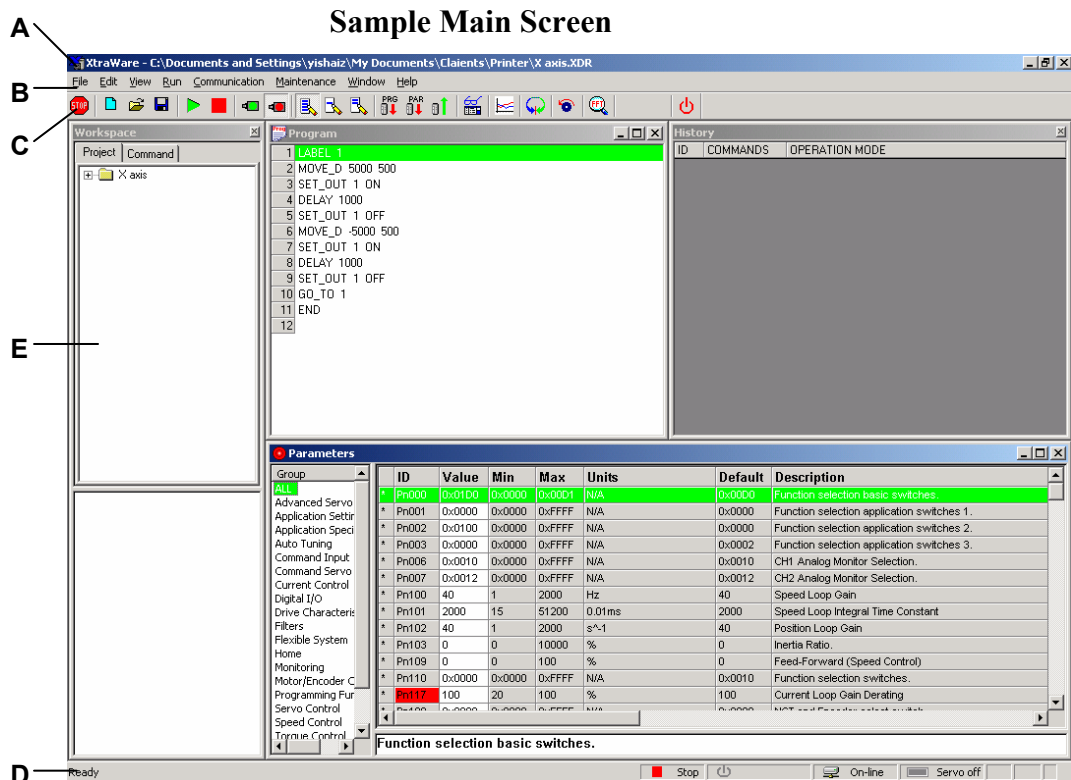 Sample Main Screen
A
XtraWare - C:\Documents and Settings\yishaiz\My Documents\Claients\Printer\X axis.XDR
B
File Edit View Run Communication Maintenance Window Help
C
STOP PRG PAR FFT
Workspace
Project Command
X axis
E
Program
1 LABEL 1
2 MOVE_D 5000 500
3 SET_OUT 1 ON
4 DELAY 1000
5 SET_OUT 1 OFF
6 MOVE_D -5000 500
7 SET_OUT 1 ON
8 DELAY 1000
9 SET_OUT 1 OFF
10 GO_TO 1
11 END
12
History
ID COMMANDS OPERATION MODE
Parameters
Group
ALL
Advanced Servo
Application Settir
Application Speci
Auto Tuning
Command Input
Command Servo
Current Control
Digital I/O
Drive Characteris
Filters
Flexible System
Home
Monitoring
Motor/Encoder C
Programming Fur
Servo Control
Speed Control
Torque Control
ID Value Min Max Units Default Description
* Pn000 0x01D0 0x0000 0x00D1 N/A 0x00D0 Function selection basic switches.
* Pn001 0x0000 0x0000 0xFFFF N/A 0x0000 Function selection application switches 1.
* Pn002 0x0100 0x0000 0xFFFF N/A 0x0000 Function selection application switches 2.
* Pn003 0x0000 0x0000 0xFFFF N/A 0x0002 Function selection application switches 3.
* Pn006 0x0010 0x0000 0xFFFF N/A 0x0010 CH1 Analog Monitor Selection.
* Pn007 0x0012 0x0000 0xFFFF N/A 0x0012 CH2 Analog Monitor Selection.
* Pn100 40 1 2000 Hz 40 Speed Loop Gain
* Pn101 2000 15 51200 0.01ms 2000 Speed Loop Integral Time Constant
* Pn102 40 1 2000 s^-1 40 Position Loop Gain
* Pn103 0 0 10000 % 0 Inertia Ratio.
* Pn109 0 0 100 % 0 Feed-Forward (Speed Control)
* Pn110 0x0000 0x0000 0xFFFF N/A 0x0010 Function selection switches.
* Pn117 100 20 100 % 100 Current Loop Gain Derating
Function selection basic switches.
D
Ready Stop On-line Servo off